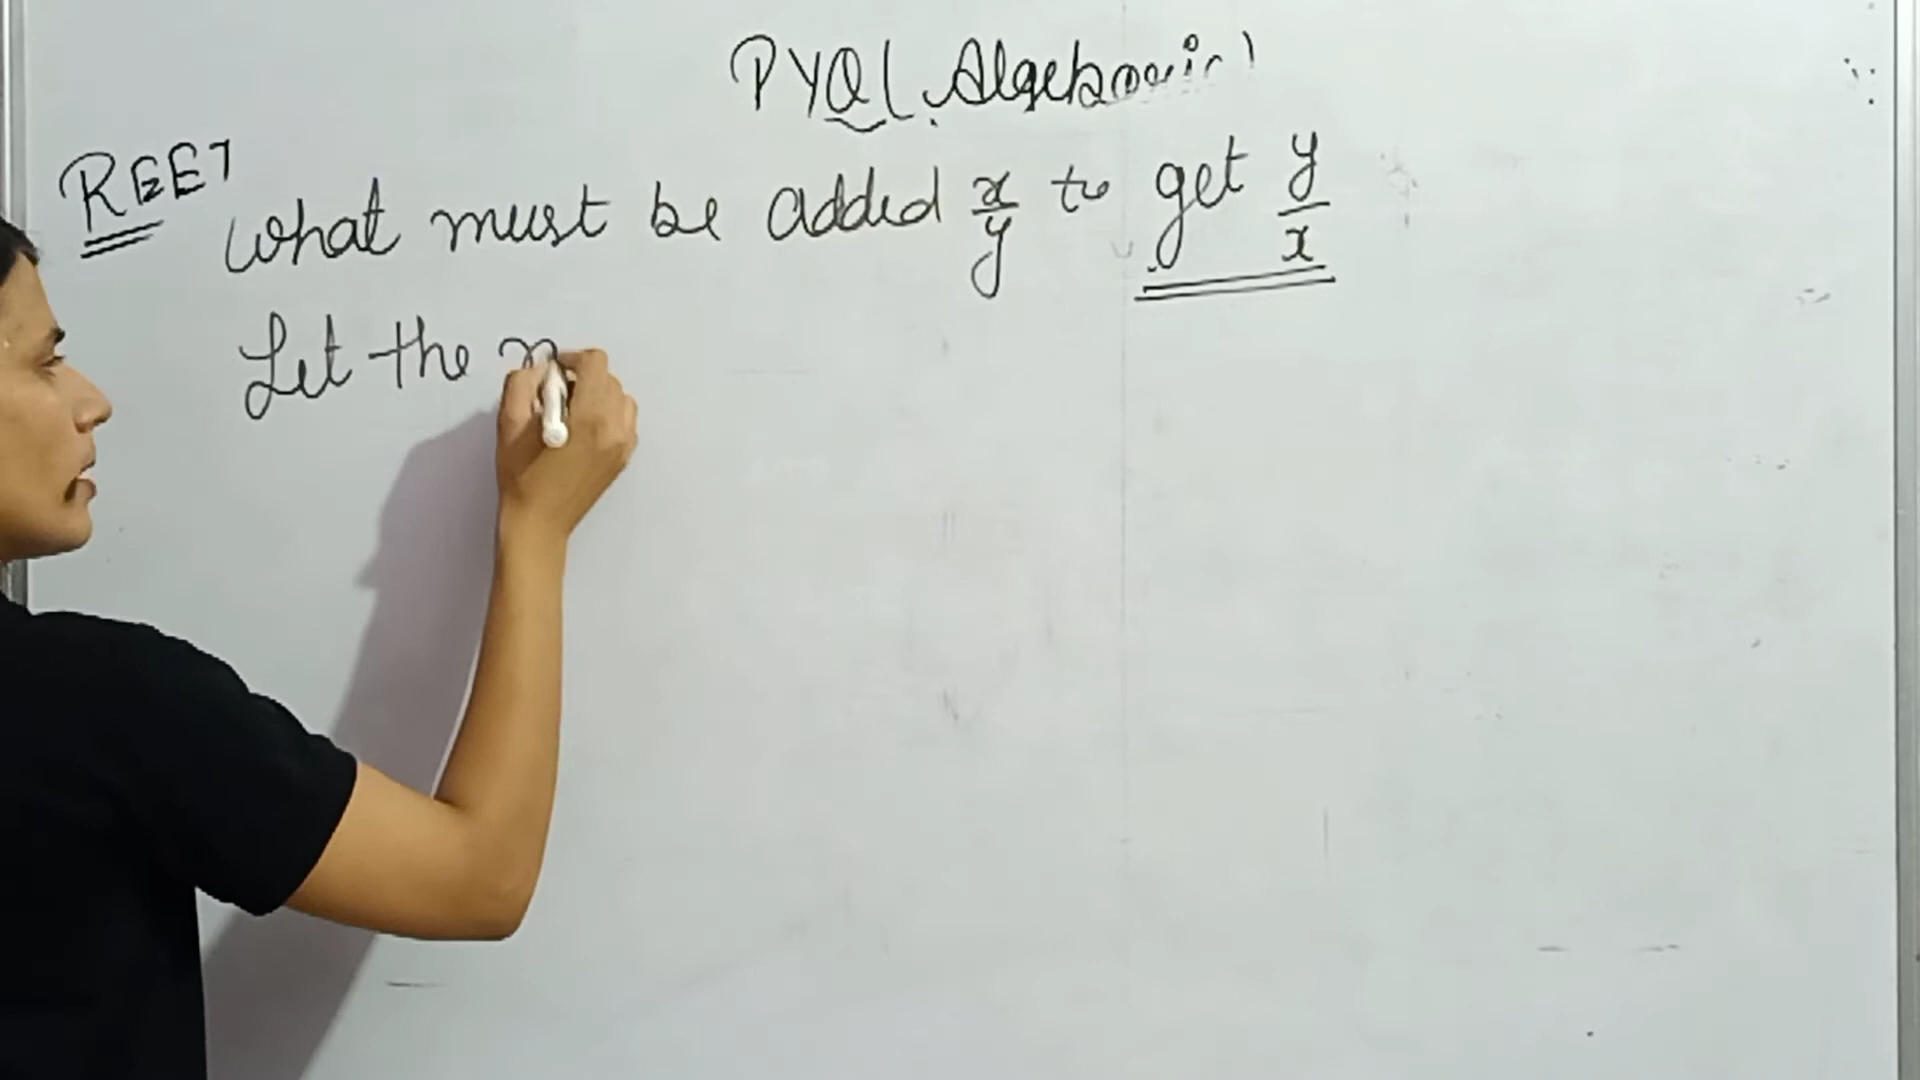 PYQ( Algebraic)
REET
What must be added x/y to get y/x
Let the n